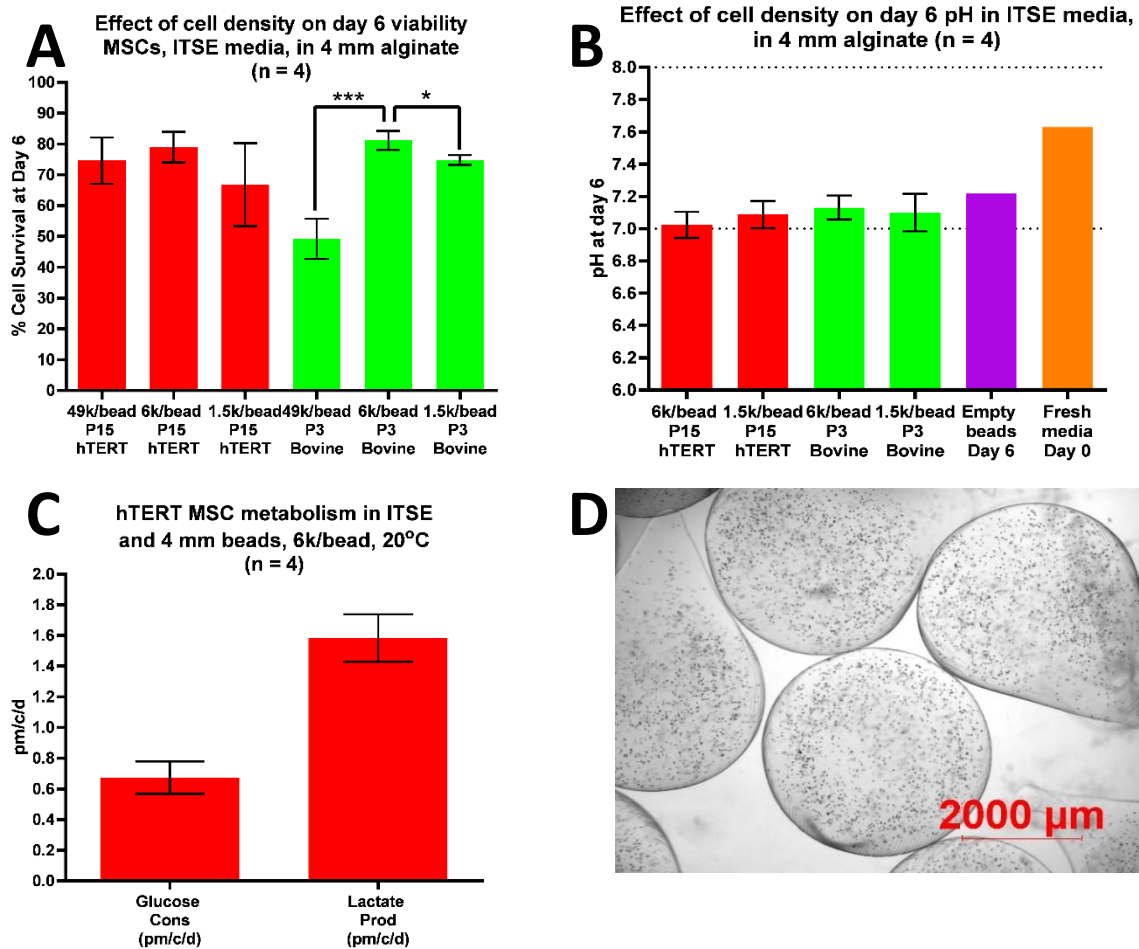 A
Effect of cell density on day 6 viability
MSCs, ITSE media, in 4 mm alginate
(n = 4)
% Cell Survival at Day 6
100
90
80
70
60
50
40
30
20
10
0
***
*
49k/bead 6k/bead 1.5k/bead 49k/bead 6k/bead 1.5k/bead
P15 P15 P15 P3 P3 P3
hTERT hTERT hTERT Bovine Bovine Bovine
B
Effect of cell density on day 6 pH in ITSE media,
in 4 mm alginate (n = 4)
pH at day 6
8.0
7.8
7.6
7.4
7.2
7.0
6.8
6.6
6.4
6.2
6.0
6k/bead 1.5k/bead 6k/bead 1.5k/bead Empty Fresh
P15 P15 P3 P3 beads media
hTERT hTERT Bovine Bovine Day 6 Day 0
C
hTERT MSC metabolism in ITSE
and 4 mm beads, 6k/bead, 20°C
(n = 4)
pm/c/d
2.0
1.8
1.6
1.4
1.2
1.0
0.8
0.6
0.4
0.2
0.0
Glucose Lactate
Cons Prod
(pm/c/d) (pm/c/d)
D
2000 µm